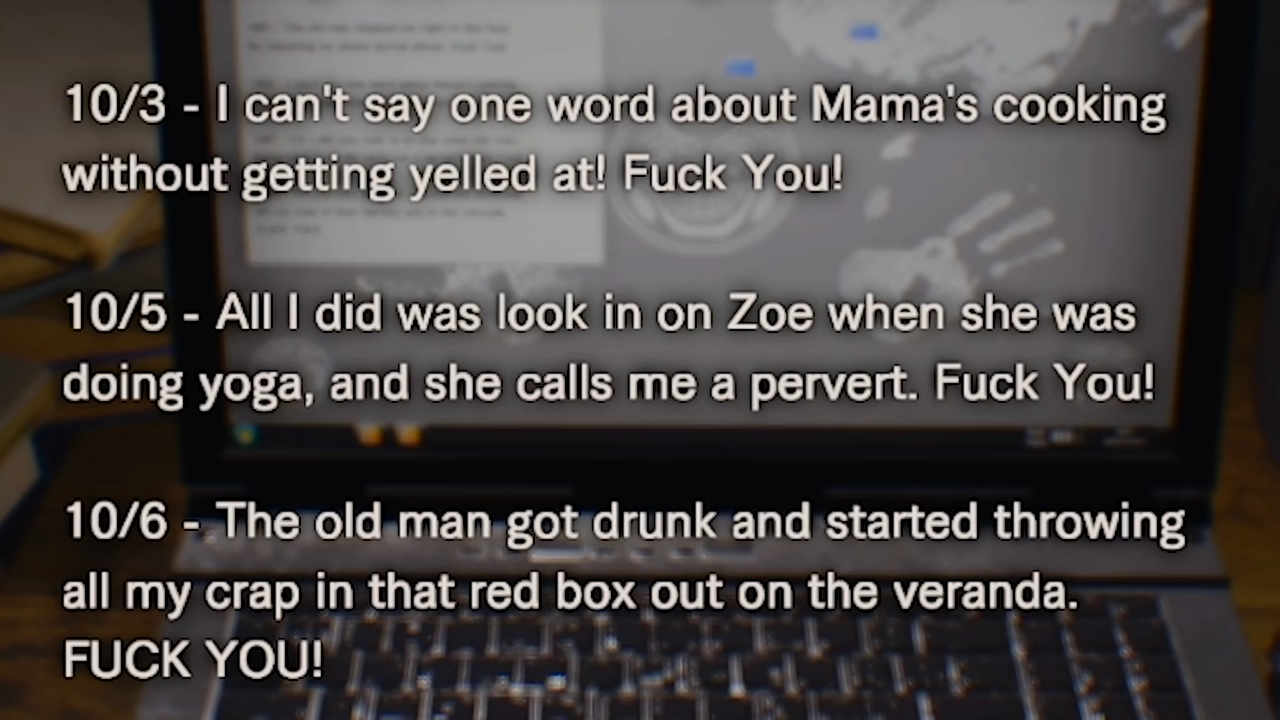 10/3 - I can't say one word about Mama's cooking
without getting yelled at! Fuck You!
10/5 - All I did was look in on Zoe when she was
doing yoga, and she calls me a pervert. Fuck You!
10/6 - The old man got drunk and started throwing
all my crap in that red box out on the veranda.
FUCK YOU!